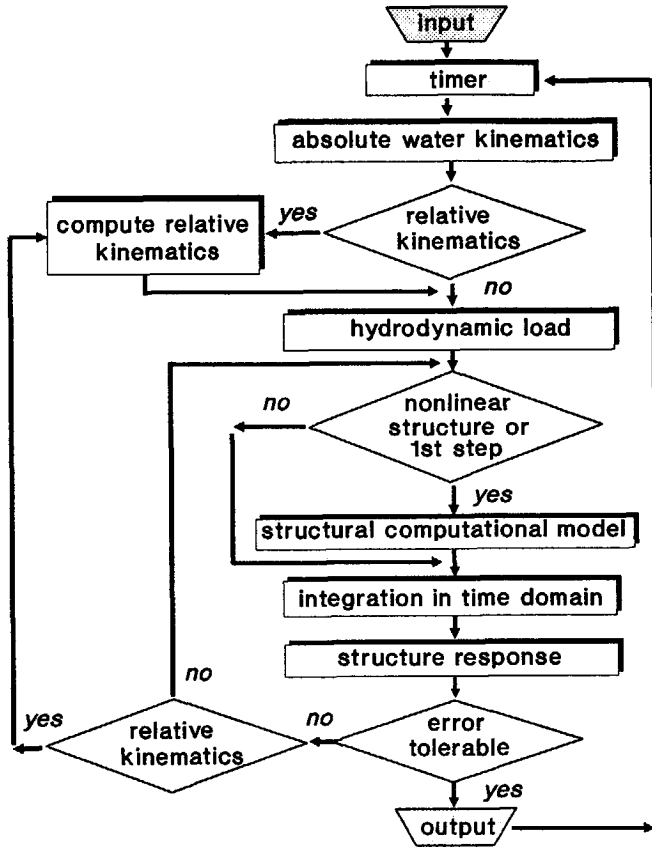 input
timer
absolute water kinematics
relative
kinematics
yes
compute relative
kinematics
no
hydrodynamic load
nonlinear
structure or
1st step
no
yes
structural computational model
integration in time domain
structure response
error
tolerable
no
relative
kinematics
no
yes
yes
output